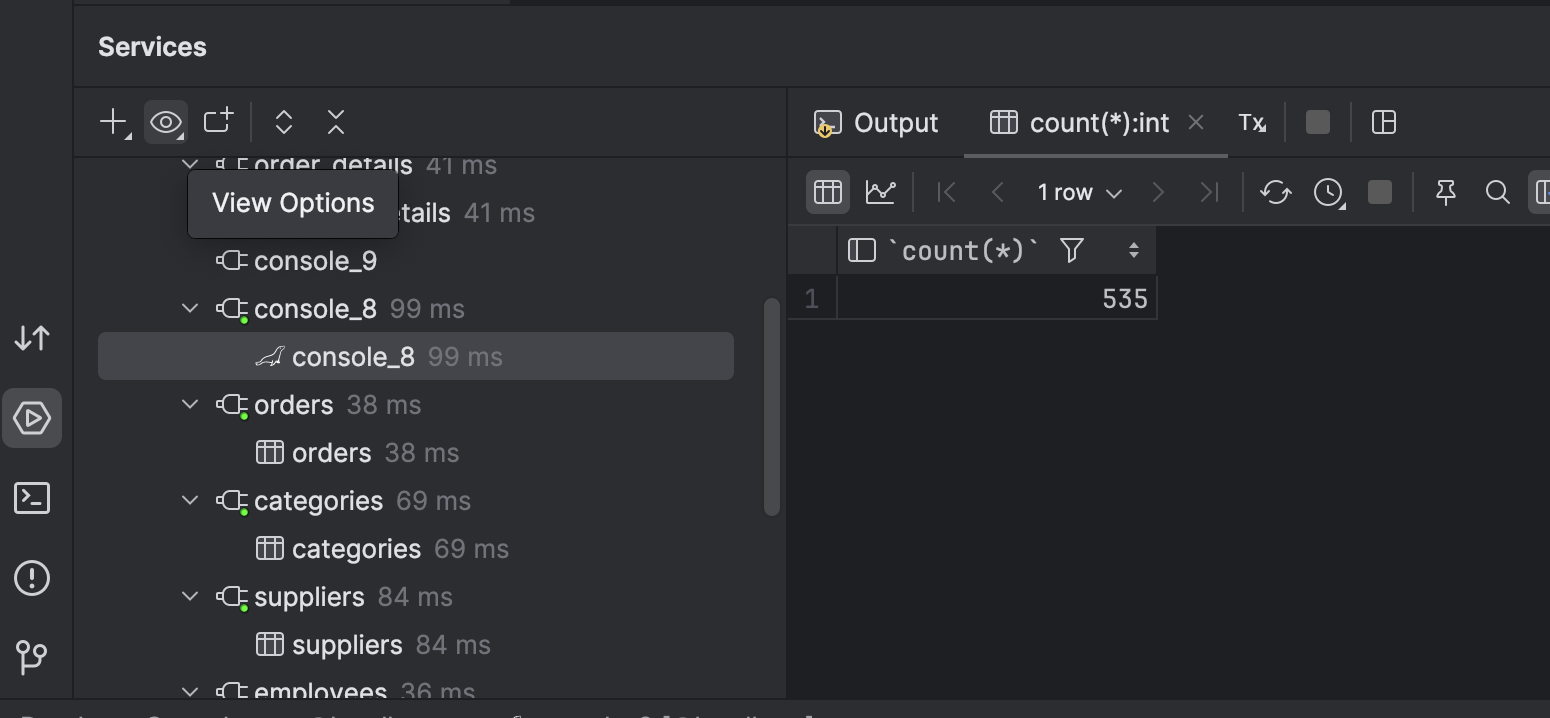 Services
Output
count(*):int
Tx
order_details 41 ms
View Options
etails 41 ms
1 row
console_9
`count(*)`
console_8 99 ms
1 535
console_8 99 ms
orders 38 ms
orders 38 ms
categories 69 ms
categories 69 ms
suppliers 84 ms
suppliers 84 ms
employees 36 ms